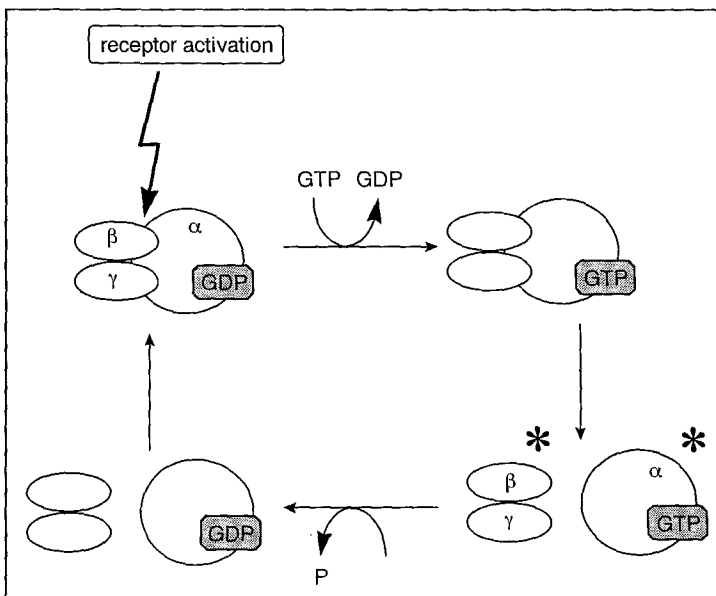 receptor activation
GTP GDP
β
α
γ
GDP
GTP
*
*
β
α
γ
GDP
GTP
P